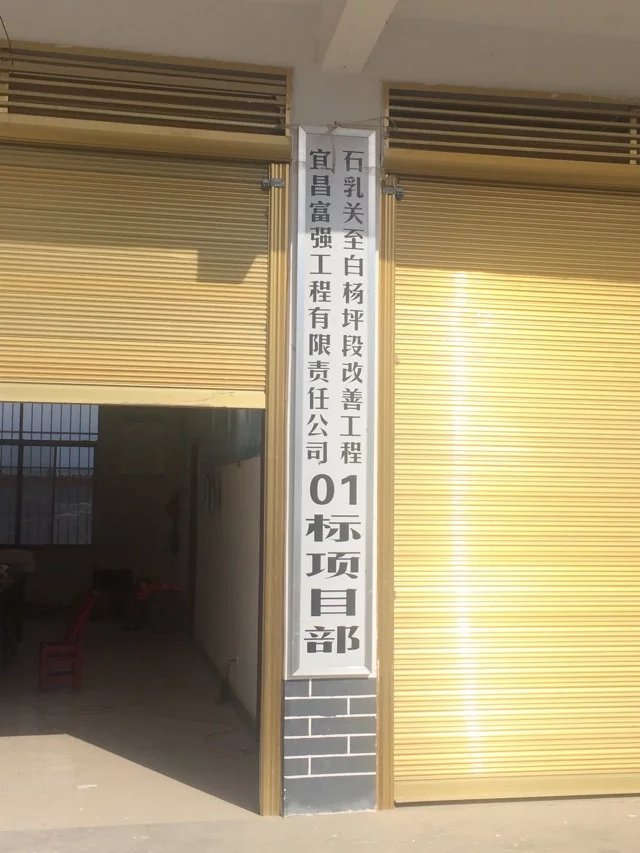 石乳关至白杨坪段改善工程
宜昌富强工程有限责任公司
01标项目部